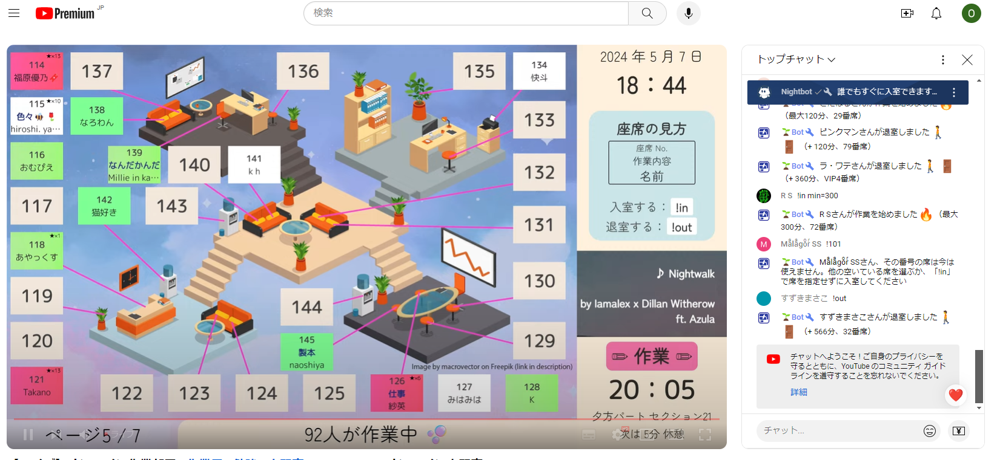 Premium JP
検索
O
114 ★×13
福原優乃
137
136
135
134
快斗
115 ★×10
色々
hiroshi. ya…
138
なろわん
133
116
おむぴえ
139
なんだかんだ
Millie in ka…
140
141
k h
132
117
142
猫好き
143
131
118 ★×1
あやっくす
130
119
144
120
145
製本
naoshiya
129
Image by macrovector on Freepik (link in description)
121 ★×13
Takano
122
123
124
125
126 ★×6
仕事
紗英
127
みはみは
128
K
ページ5 / 7
ライブ
92人が作業中
2024 年 5 月 7 日
18：44
座席の見方
座席 No.
作業内容
名前
入室する： !in
退室する： !out
♪ Nightwalk
by Iamalex x Dillan Witherow
ft. Azula
作業
20：05
夕方パート セクション21
次は 5分 休憩
HD
トップチャット
Nightbot 誰でもすぐに入室できます...
（最大120分、29番席）
Bot ピンクマンさんが退室しました
（+ 120分、79番席）
Bot ラ・ワテさんが退室しました
（+ 360分、VIP4番席）
R S !in min=300
Bot R Sさんが作業を始めました （最大
300分、72番席）
M
Målågor SS !101
Bot Målågor SSさん、その番号の席は今は
使えません。他の空いている席を選ぶか、「!in」
で席を指定せずに入室してください
すずきまさこ !out
Bot すずきまさこさんが退室しました
（+ 566分、32番席）
チャットへようこそ！ご自身のプライバシーを
守るとともに、YouTube のコミュニティ ガイド
ラインを遵守することを忘れないでください。
詳細
チャット...